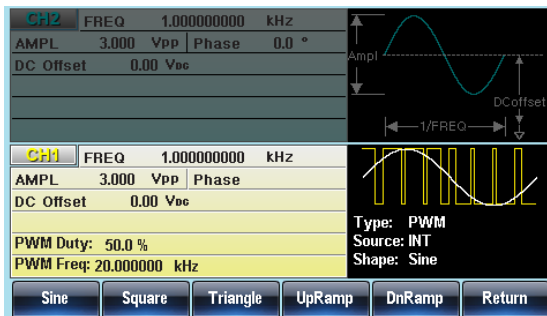 CH2 FREQ 1.000000000 kHz
AMPL 3.000 Vpp Phase 0.0 °
DC Offset 0.00 VDC
Ampl
DCoffset
1/FREQ
CH1 FREQ 1.000000000 kHz
AMPL 3.000 Vpp Phase
DC Offset 0.00 VDC
PWM Duty: 50.0 %
PWM Freq: 20.000000 kHz
Type: PWM
Source: INT
Shape: Sine
Sine Square Triangle UpRamp DnRamp Return